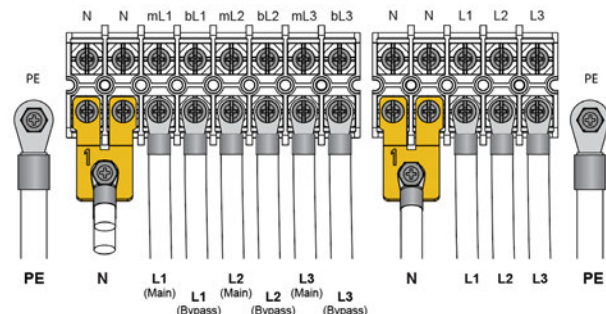 N N mL1 bL1 mL2 bL2 mL3 bL3 N N L1 L2 L3
PE PE
1 1
PE N L1 L2 L3 N L1 L2 L3 PE
(Main) (Main) (Main)
L1 L2 L3
(Bypass) (Bypass) (Bypass)